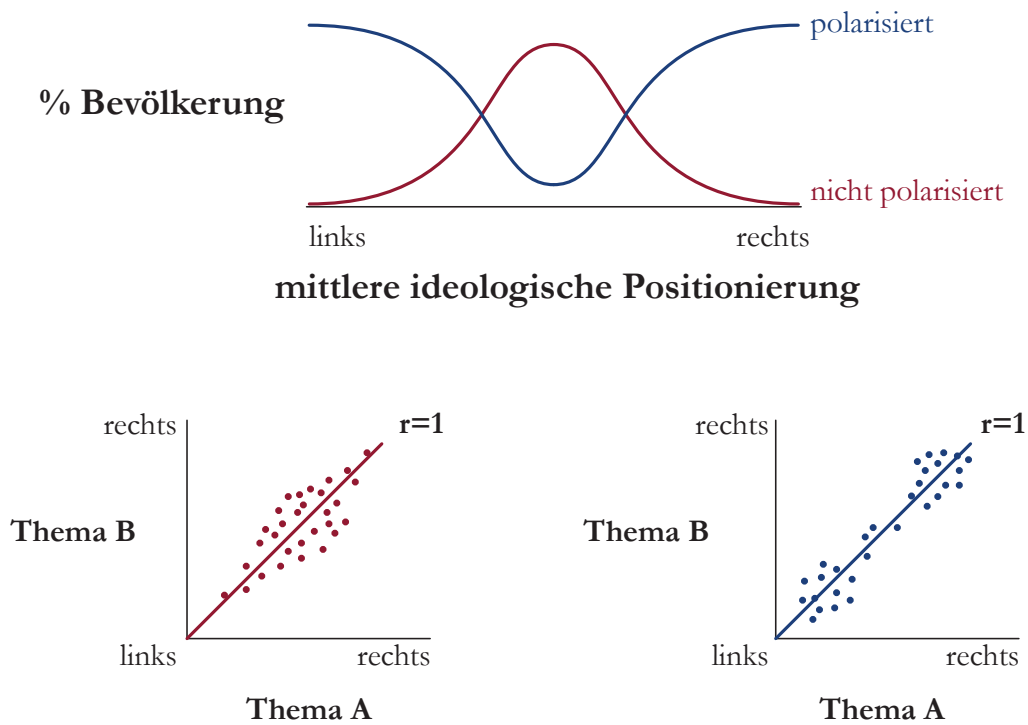 polarisiert
% Bevölkerung
nicht polarisiert
links
rechts
mittlere ideologische Positionierung
rechts
r=1
Thema B
links
rechts
Thema A
rechts
r=1
Thema B
links
rechts
Thema A